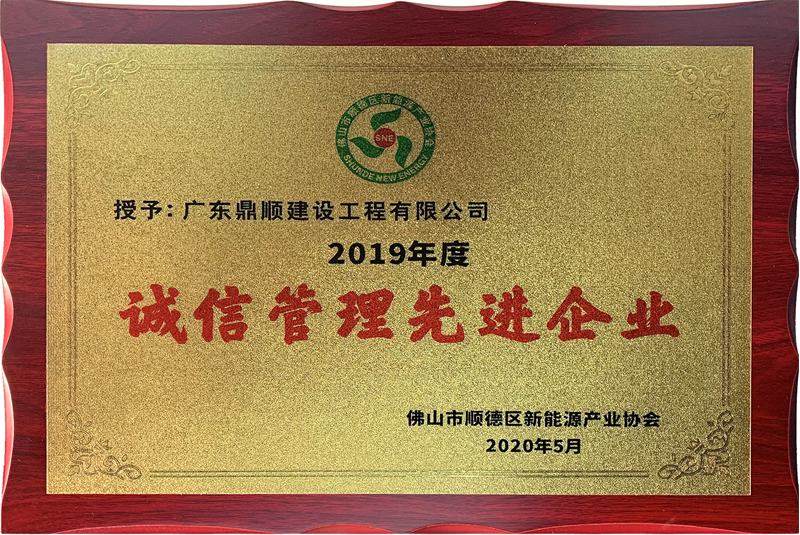 佛山市顺德区新能源产业协会
SNE
SHUNDE NEW ENERGY
授予：广东鼎顺建设工程有限公司
2019年度
诚信管理先进企业
佛山市顺德区新能源产业协会
2020年5月